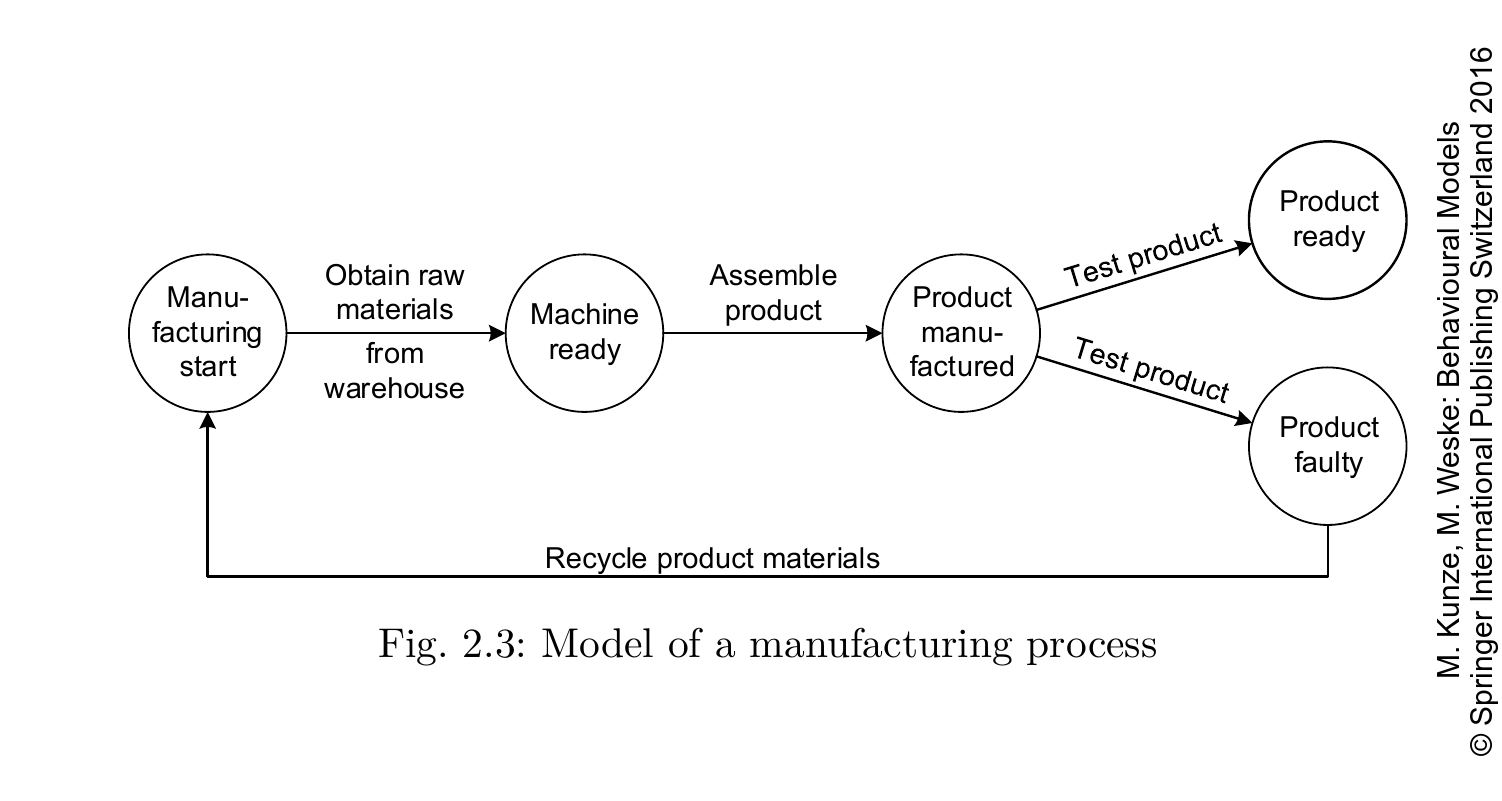 Manu-
facturing
start
Obtain raw
materials
from
warehouse
Machine
ready
Assemble
product
Product
manu-
factured
Test product
Test product
Product
ready
Product
faulty
Recycle product materials
Fig. 2.3: Model of a manufacturing process
M. Kunze, M. Weske: Behavioural Models
© Springer International Publishing Switzerland 2016